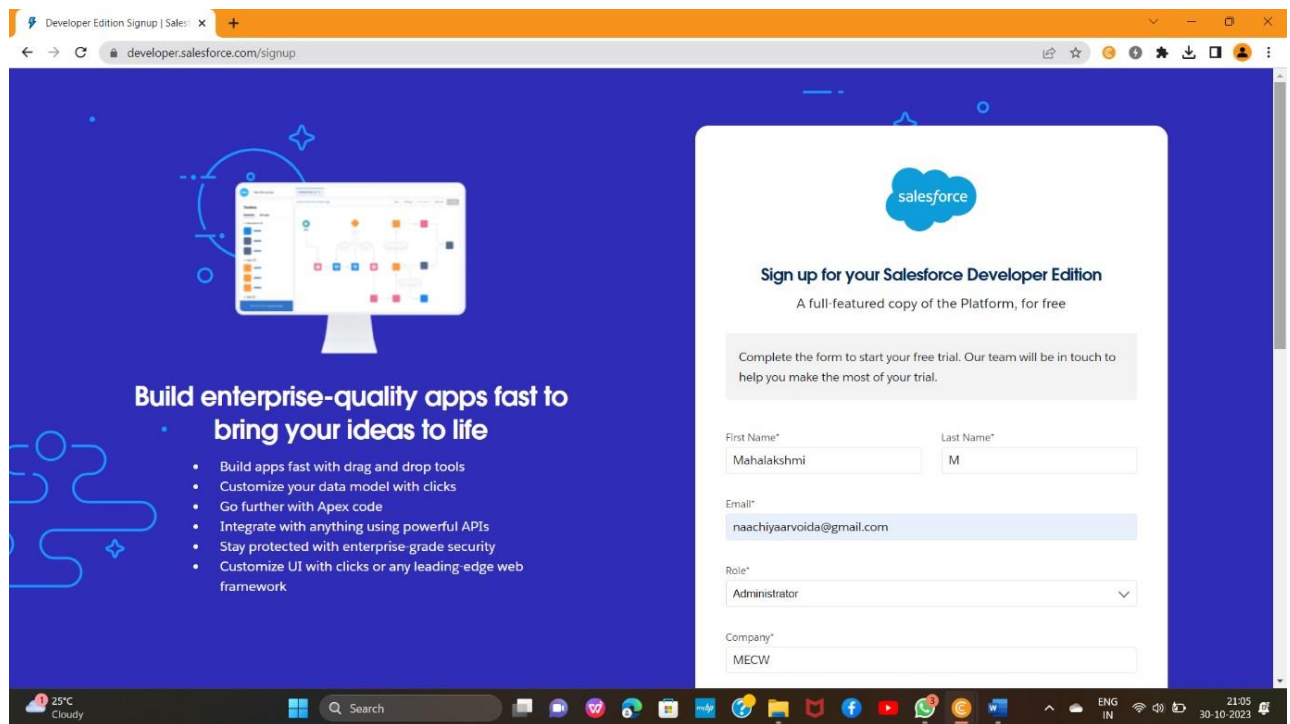 Developer Edition Signup | Sales
developer.salesforce.com/signup
Build enterprise-quality apps fast to
bring your ideas to life
• Build apps fast with drag and drop tools
• Customize your data model with clicks
• Go further with Apex code
• Integrate with anything using powerful APIs
• Stay protected with enterprise-grade security
• Customize UI with clicks or any leading-edge web
framework
salesforce
Sign up for your Salesforce Developer Edition
A full-featured copy of the Platform, for free
Complete the form to start your free trial. Our team will be in touch to
help you make the most of your trial.
First Name* Last Name*
Mahalakshmi M
Email*
naachiyaarvoida@gmail.com
Role*
Administrator
Company*
MECW
1 25°C
Cloudy
Search
3
ENG
IN
21:05
30-10-2023